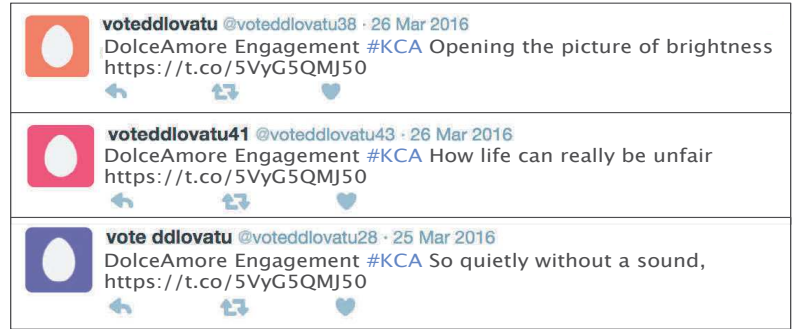 voteddlovatu @voteddlovatu38 · 26 Mar 2016
DolceAmore Engagement #KCA Opening the picture of brightness
https://t.co/5VyG5QMJ50
voteddlovatu41 @voteddlovatu43 · 26 Mar 2016
DolceAmore Engagement #KCA How life can really be unfair
https://t.co/5VyG5QMJ50
vote ddlovatu @voteddlovatu28 · 25 Mar 2016
DolceAmore Engagement #KCA So quietly without a sound,
https://t.co/5VyG5QMJ50